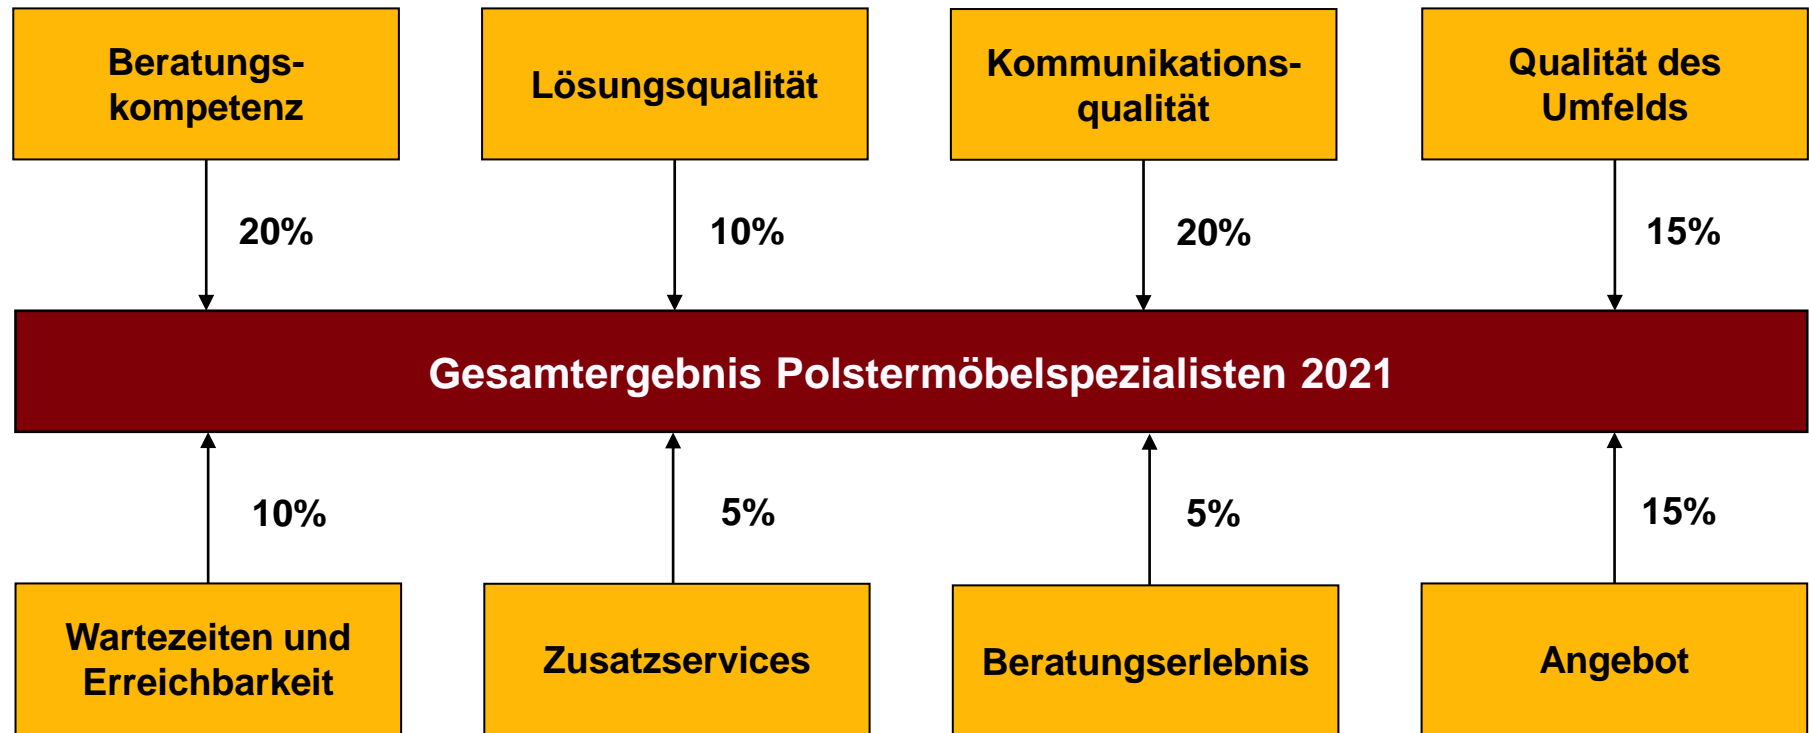 Beratungs-
kompetenz
Lösungsqualität
Kommunikations-
qualität
Qualität des
Umfelds
20%
10%
20%
15%
Gesamtergebnis Polstermöbelspezialisten 2021
10%
5%
5%
15%
Wartezeiten und
Erreichbarkeit
Zusatzservices
Beratungserlebnis
Angebot